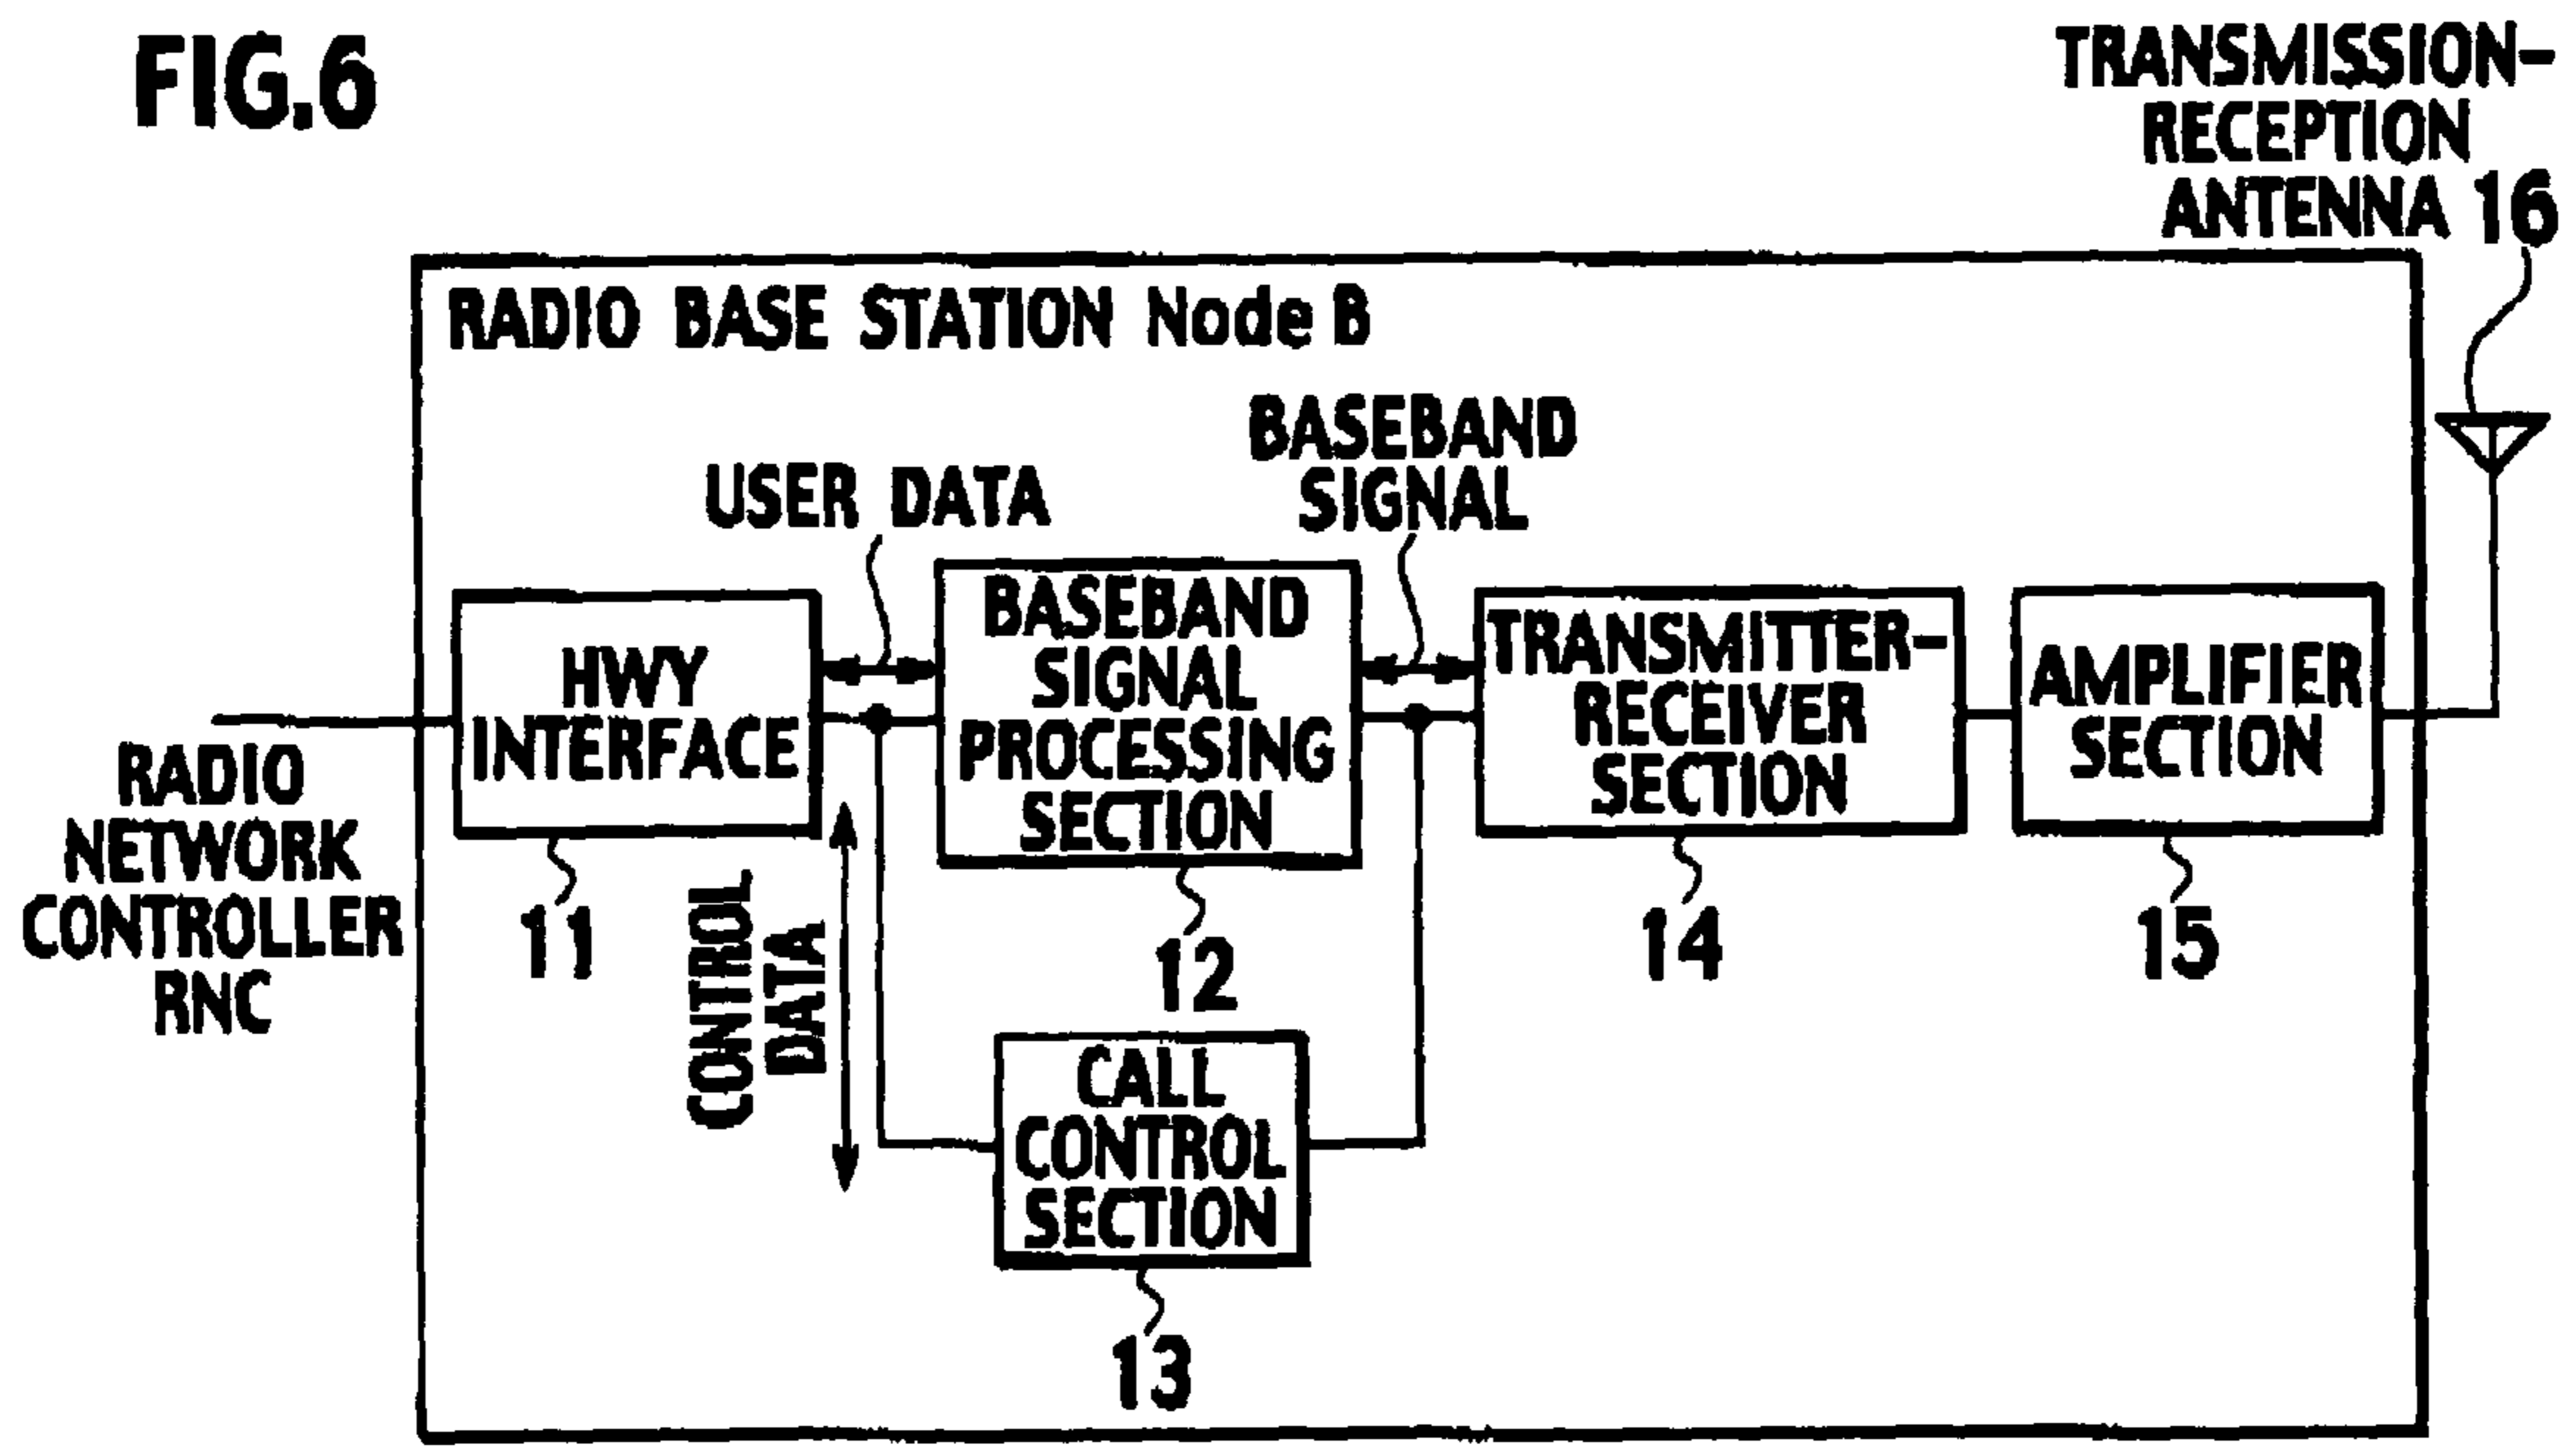 FIG.6
TRANSMISSION-
RECEPTION
ANTENNA 16
RADIO BASE STATION Node B
USER DATA
BASEBAND
SIGNAL
HWY
INTERFACE
11
BASEBAND
SIGNAL
PROCESSING
SECTION
12
TRANSMITTER-
RECEIVER
SECTION
14
AMPLIFIER
SECTION
15
RADIO
NETWORK
CONTROLLER
RNC
CONTROL
DATA
CALL
CONTROL
SECTION
13